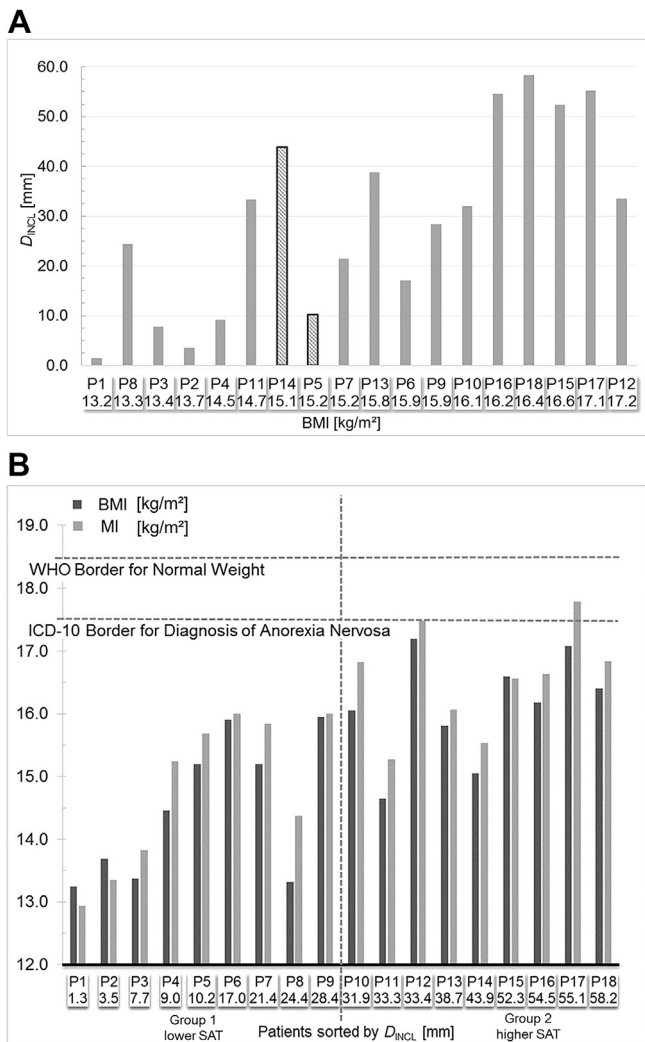 A
60.0
50.0
40.0
30.0
20.0
10.0
0.0
D_INCL [mm]
P1 P8 P3 P2 P4 P11 P14 P5 P7 P13 P6 P9 P10 P16 P18 P15 P17 P12
13.2 13.3 13.4 13.7 14.5 14.7 15.1 15.2 15.2 15.8 15.9 15.9 16.1 16.2 16.4 16.6 17.1 17.2
BMI [kg/m²]
B
BMI [kg/m²]
MI [kg/m²]
19.0
WHO Border for Normal Weight
18.0
ICD-10 Border for Diagnosis of Anorexia Nervosa
17.0
16.0
15.0
14.0
13.0
12.0
P1 P2 P3 P4 P5 P6 P7 P8 P9 P10 P11 P12 P13 P14 P15 P16 P17 P18
1.3 3.5 7.7 9.0 10.2 17.0 21.4 24.4 28.4 31.9 33.3 33.4 38.7 43.9 52.3 54.5 55.1 58.2
Group 1
lower SAT
Patients sorted by D_INCL [mm]
Group 2
higher SAT